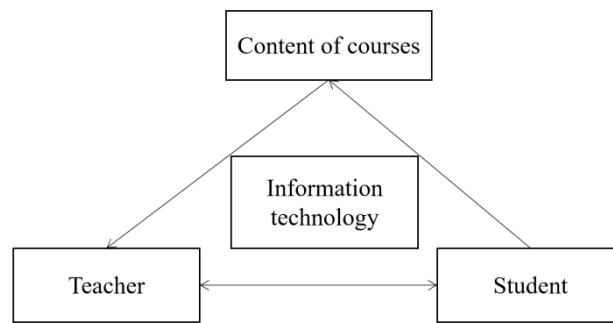 Content of courses
Information
technology
Teacher
Student